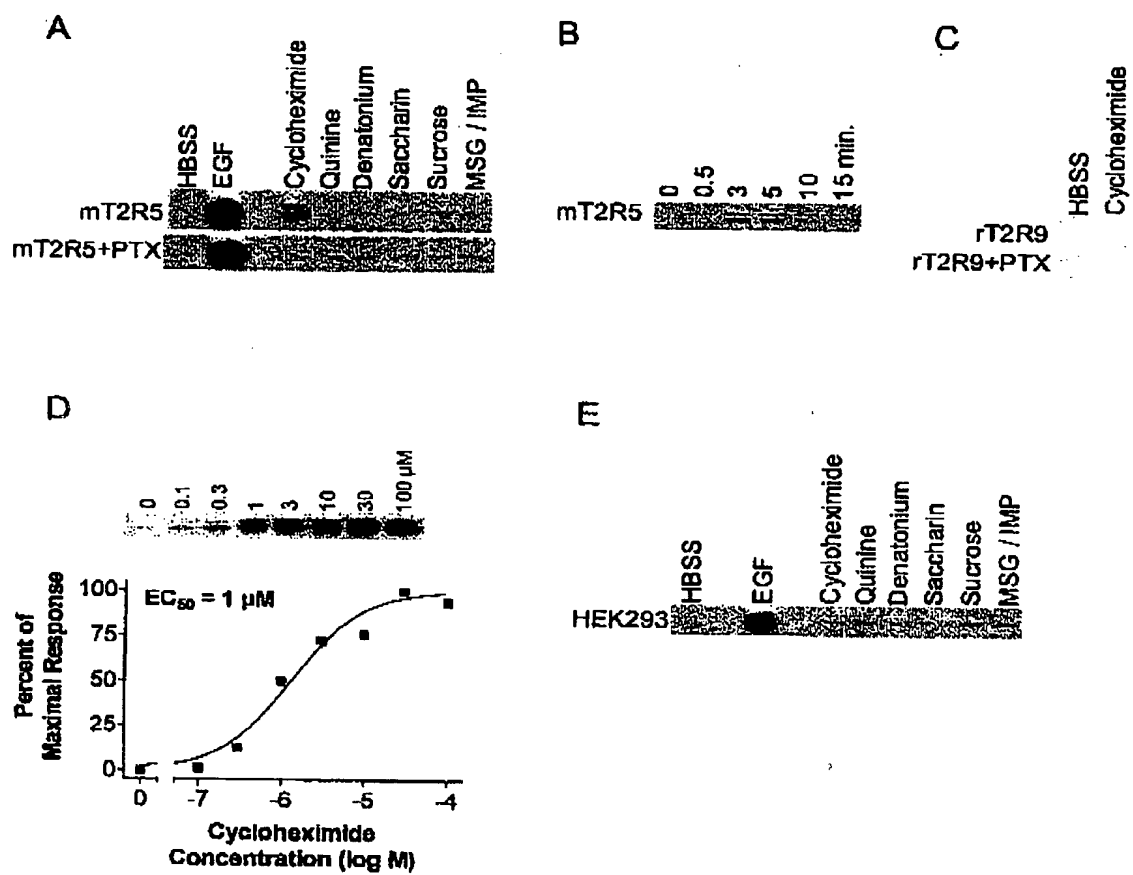 A
HBSS
EGF
Cycloheximide
Quinine
Denatonium
Saccharin
Sucrose
MSG / IMP
mT2R5
mT2R5+PTX
B
0
0.5
3
5
10
15 min.
mT2R5
C
HBSS
Cycloheximide
rT2R9
rT2R9+PTX
D
0
0.1
0.3
1
3
10
30
100 µM
EC50 = 1 µM
Percent of
Maximal Response
100
75
50
25
0
0
-7
-6
-5
-4
Cycloheximide
Concentration (log M)
E
HBSS
EGF
Cycloheximide
Quinine
Denatonium
Saccharin
Sucrose
MSG / IMP
HEK293